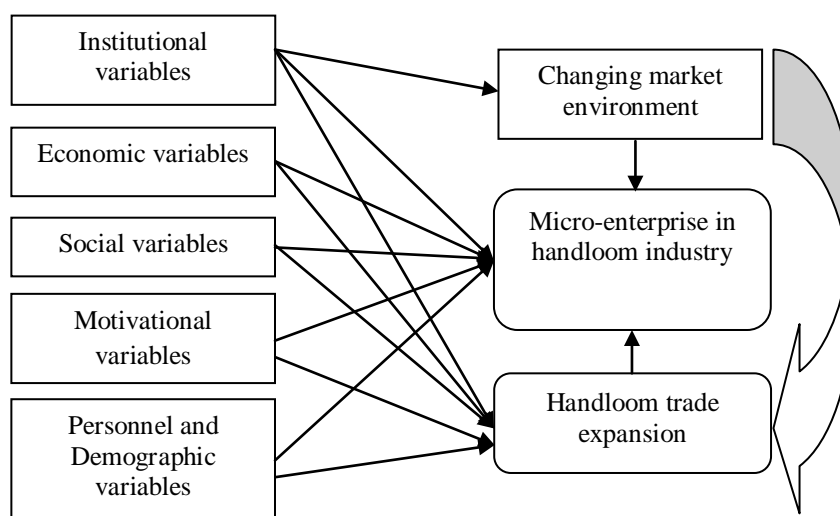 Institutional
variables
Economic variables
Social variables
Motivational
variables
Personnel and
Demographic
variables
Changing market
environment
Micro-enterprise in
handloom industry
Handloom trade
expansion